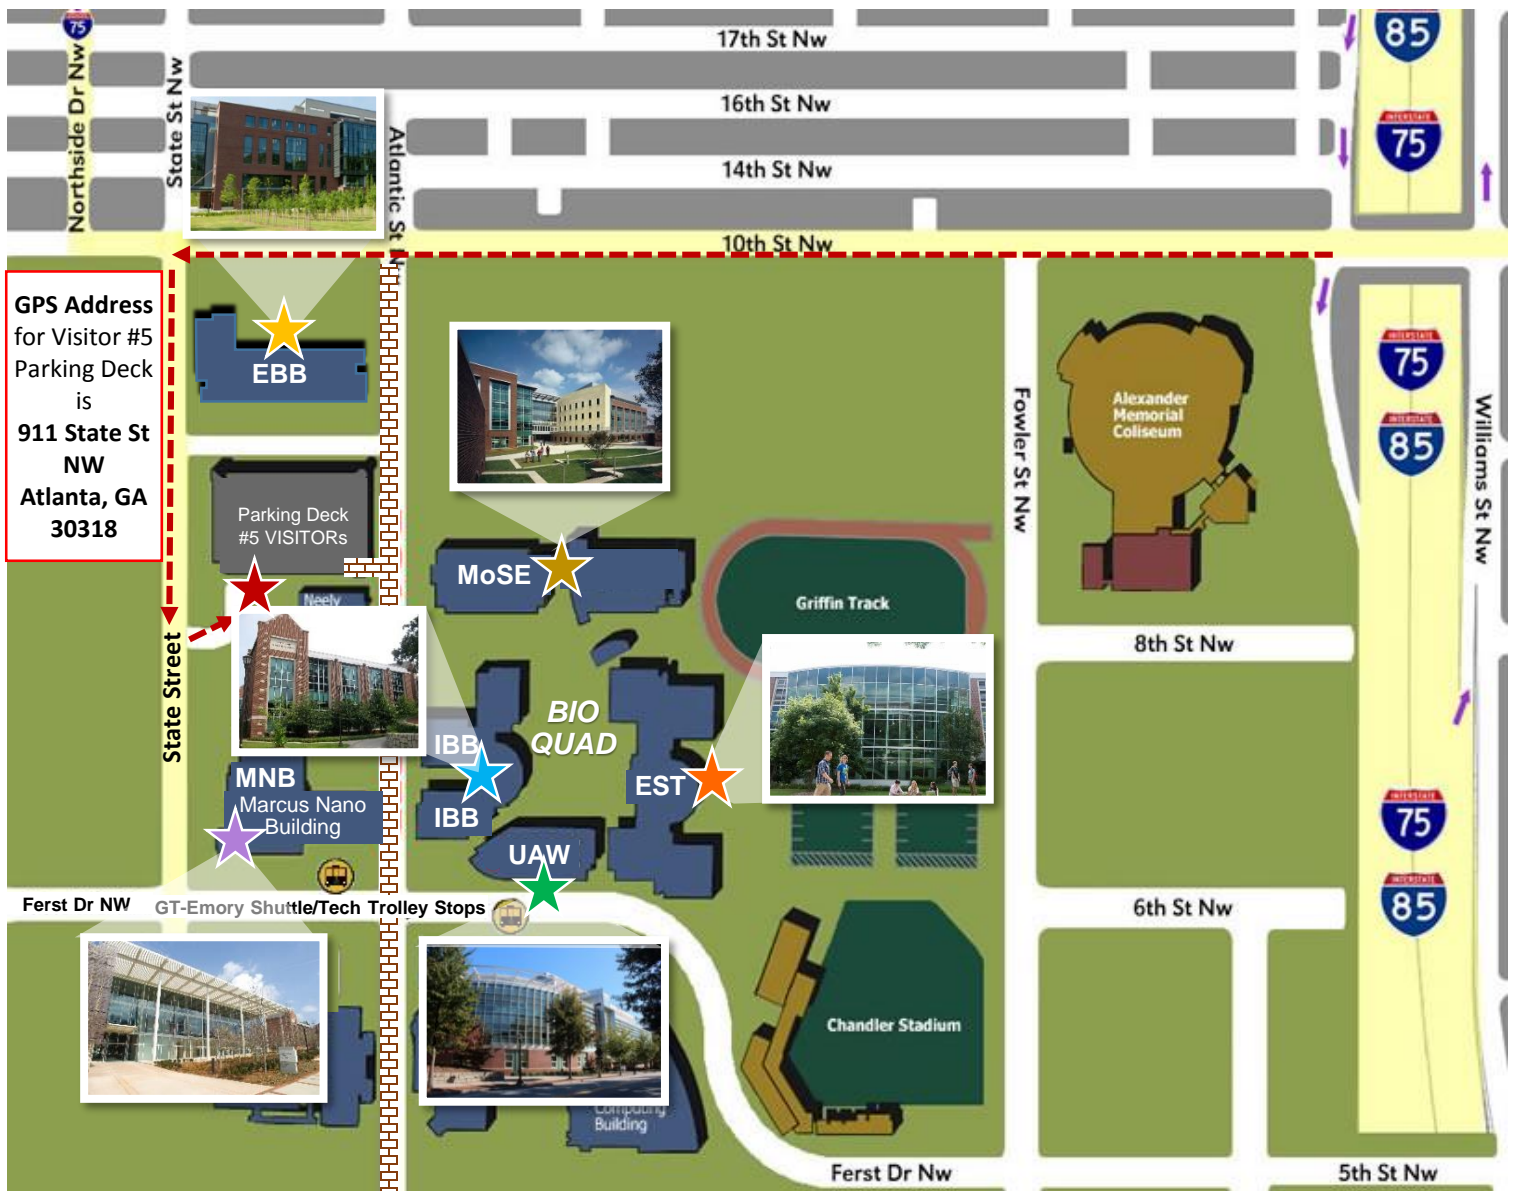 75
Northside Dr Nw
State St Nw
17th St Nw
16th St Nw
14th St Nw
10th St Nw
Atlantic St Nw
85
INTERSTATE
75
GPS Address
for Visitor #5
Parking Deck
is
911 State St
NW
Atlanta, GA
30318
EBB
Parking Deck
#5 VISITORs
Neely
MoSE
Griffin Track
Alexander
Memorial
Coliseum
Fowler St Nw
INTERSTATE
75
INTERSTATE
85
Williams St Nw
8th St Nw
State Street
BIO
QUAD
IBB
IBB
EST
MNB
Marcus Nano
Building
UAW
INTERSTATE
75
INTERSTATE
85
Ferst Dr NW
GT-Emory Shuttle/Tech Trolley Stops
6th St Nw
Chandler Stadium
Computing
Building
Ferst Dr Nw
5th St Nw